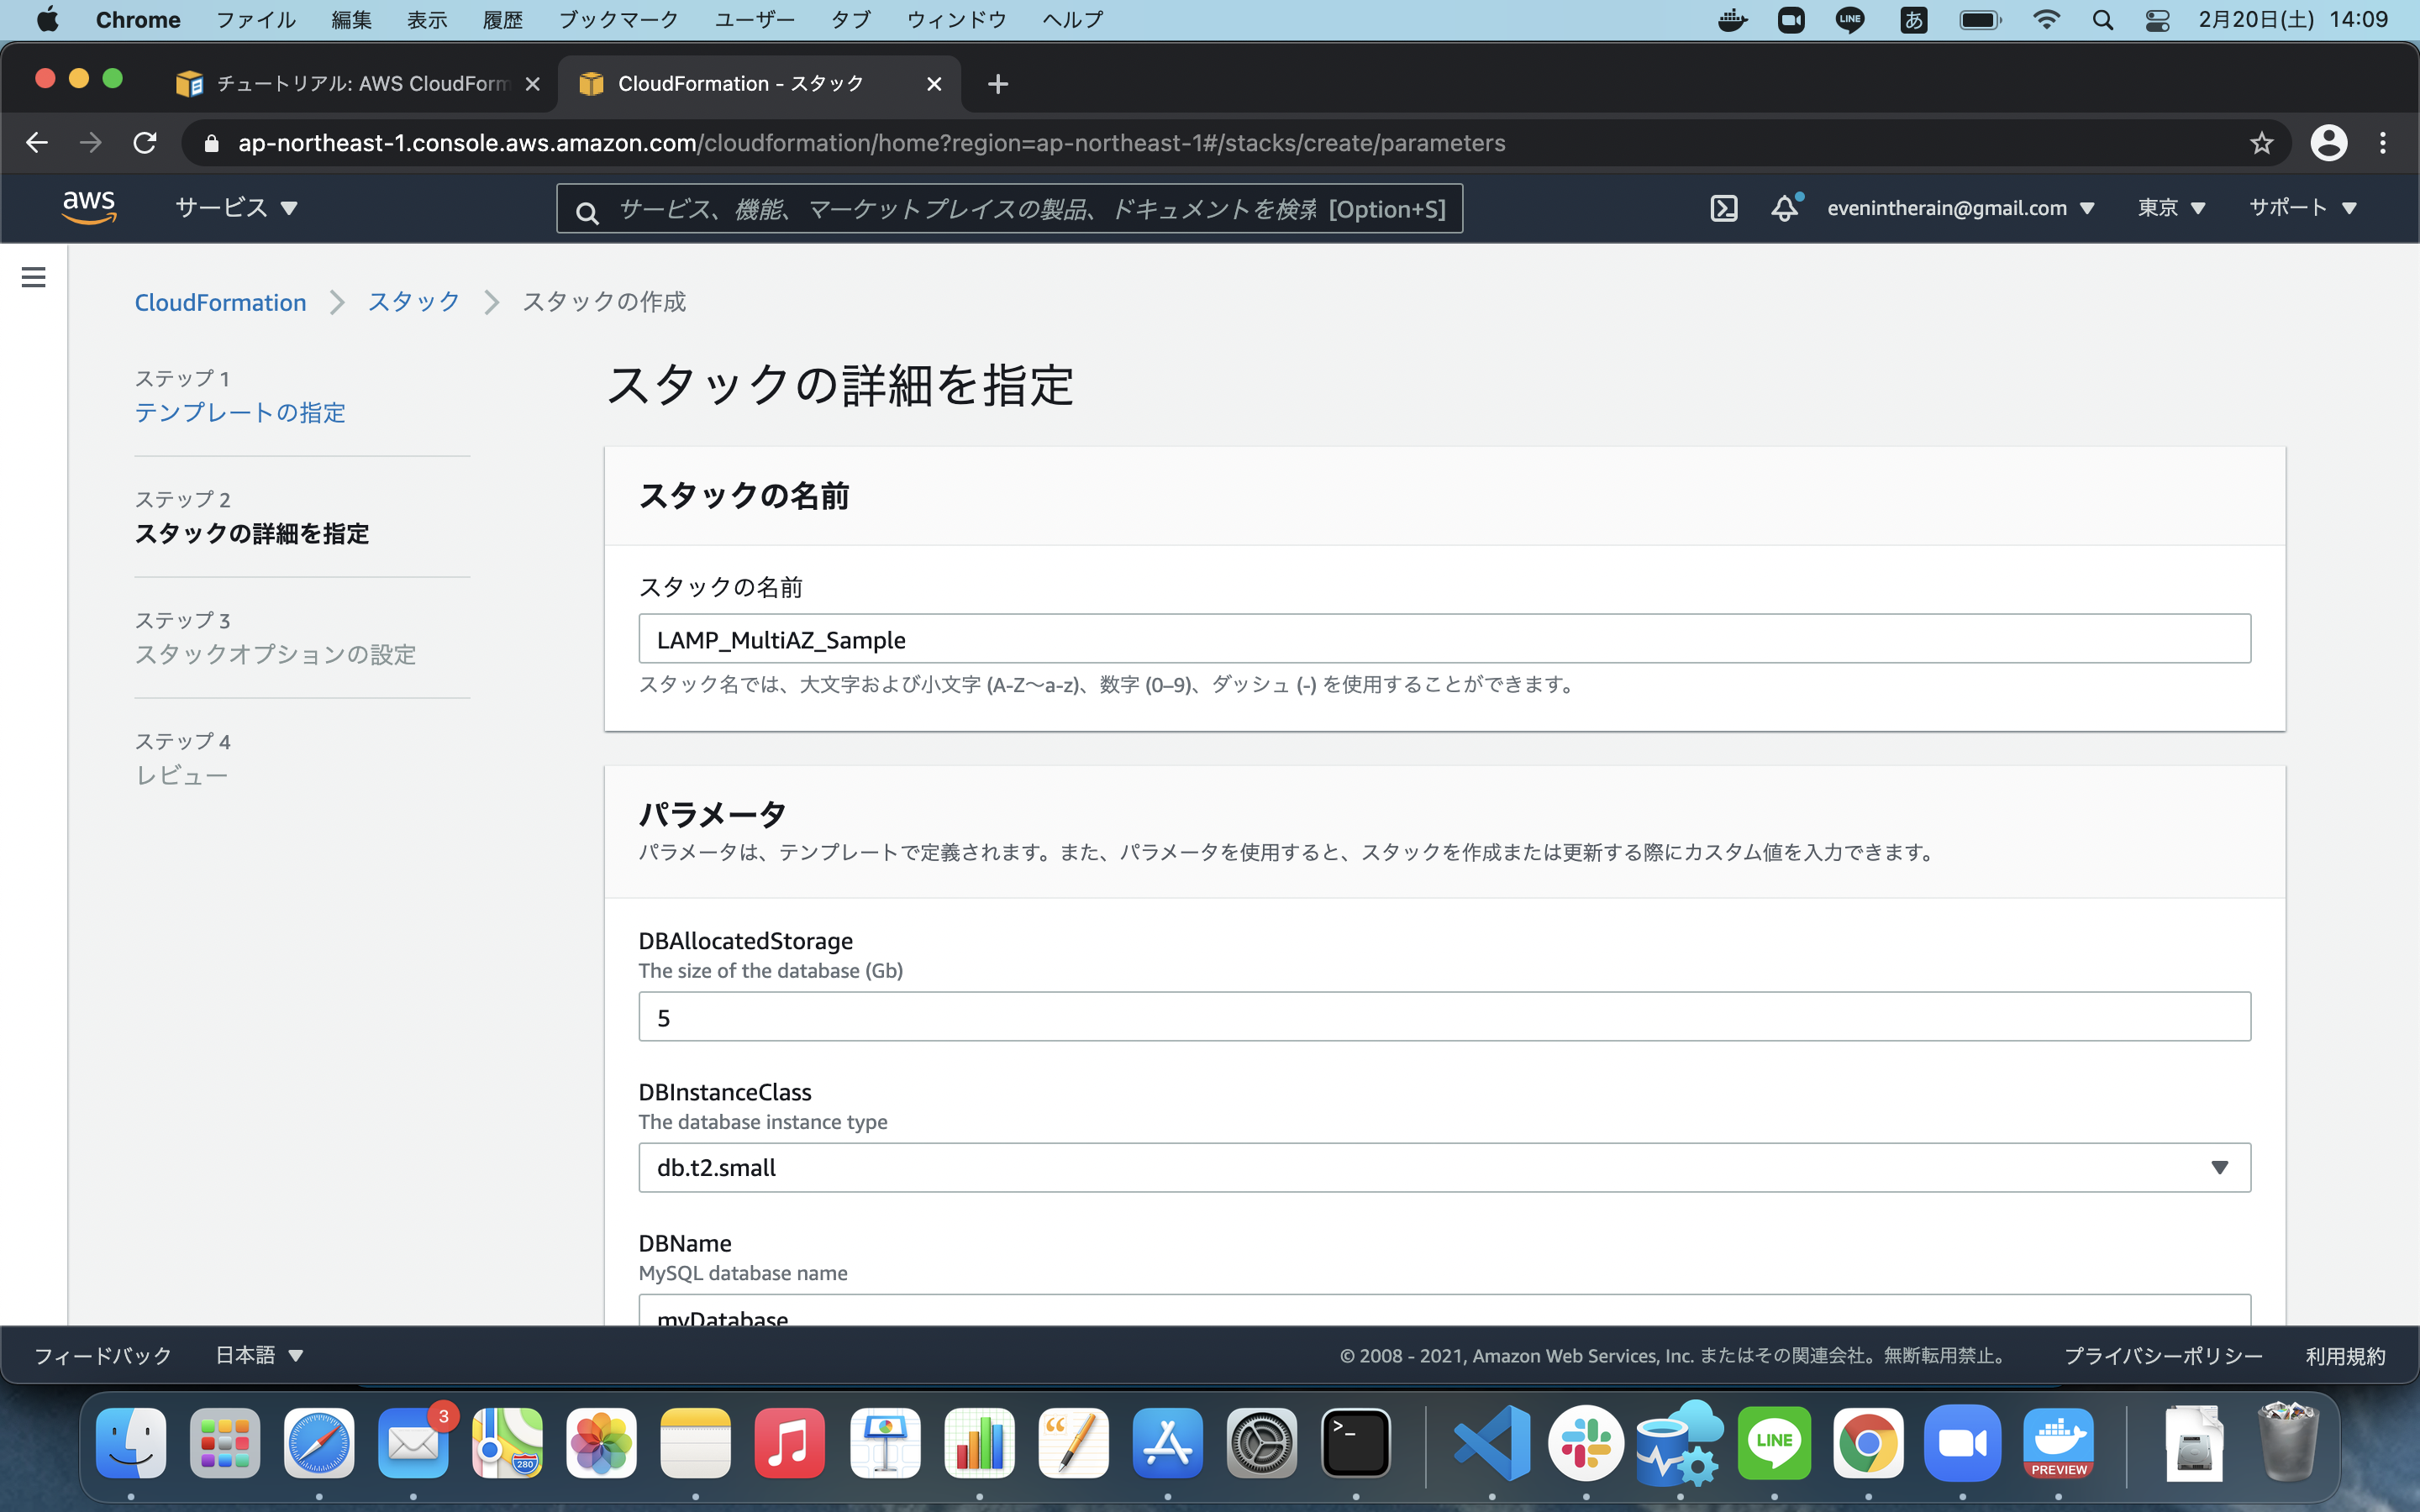 Chrome ファイル 編集 表示 履歴 ブックマーク ユーザー タブ ウィンドウ ヘルプ LINE あ 2月20日(土) 14:09
チュートリアル: AWS CloudForm CloudFormation - スタック
ap-northeast-1.console.aws.amazon.com/cloudformation/home?region=ap-northeast-1#/stacks/create/parameters
aws サービス サービス、機能、マーケットプレイスの製品、ドキュメントを検索 [Option+S] evenintherain@gmail.com 東京 サポート
CloudFormation スタック スタックの作成
ステップ 1
テンプレートの指定
ステップ 2
スタックの詳細を指定
ステップ 3
スタックオプションの設定
ステップ 4
レビュー
スタックの詳細を指定
スタックの名前
スタックの名前
LAMP_MultiAZ_Sample
スタック名では、大文字および小文字 (A-Z～a-z)、数字 (0–9)、ダッシュ (-) を使用することができます。
パラメータ
パラメータは、テンプレートで定義されます。また、パラメータを使用すると、スタックを作成または更新する際にカスタム値を入力できます。
DBAllocatedStorage
The size of the database (Gb)
5
DBInstanceClass
The database instance type
db.t2.small
DBName
MySQL database name
myDatabase
フィードバック 日本語 © 2008 - 2021, Amazon Web Services, Inc. またはその関連会社。無断転用禁止。 プライバシーポリシー 利用規約
3
280
LINE
PREVIEW